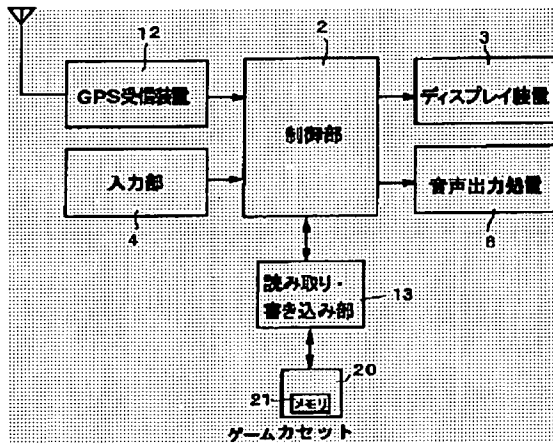 12
2
3
GPS受信装置
制御部
ディスプレイ装置
入力部
音声出力処置
4
6
読み取り・
書き込み部
13
20
21
メモリ
ゲームカセット